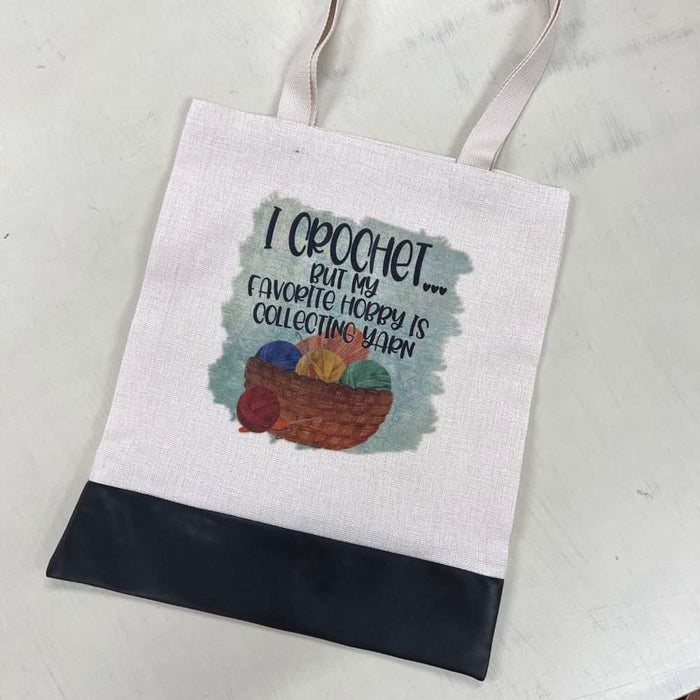 I CROCHET...
BUT MY
FAVORITE HOBBY IS
COLLECTING YARN